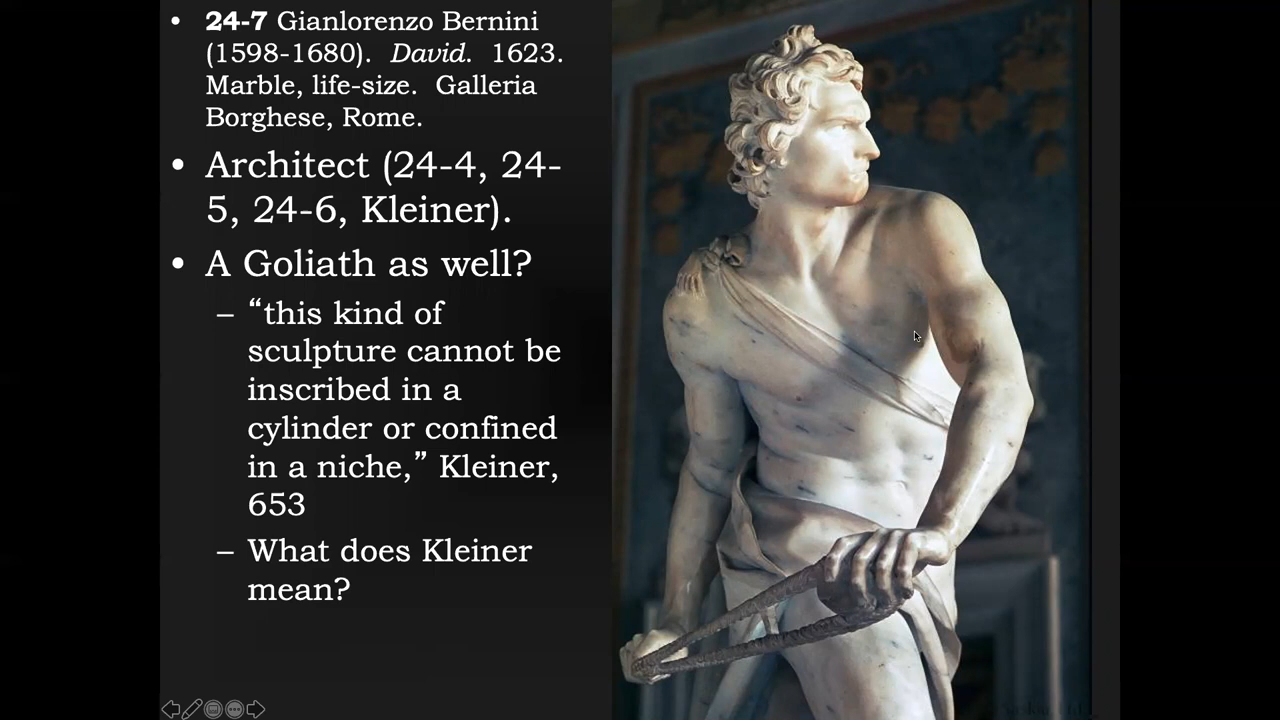 • 24-7 Gianlorenzo Bernini
(1598-1680).  David.  1623.
Marble, life-size.  Galleria
Borghese, Rome.
• Architect (24-4, 24-
5, 24-6, Kleiner).
• A Goliath as well?
– “this kind of
sculpture cannot be
inscribed in a
cylinder or confined
in a niche,” Kleiner,
653
– What does Kleiner
mean?